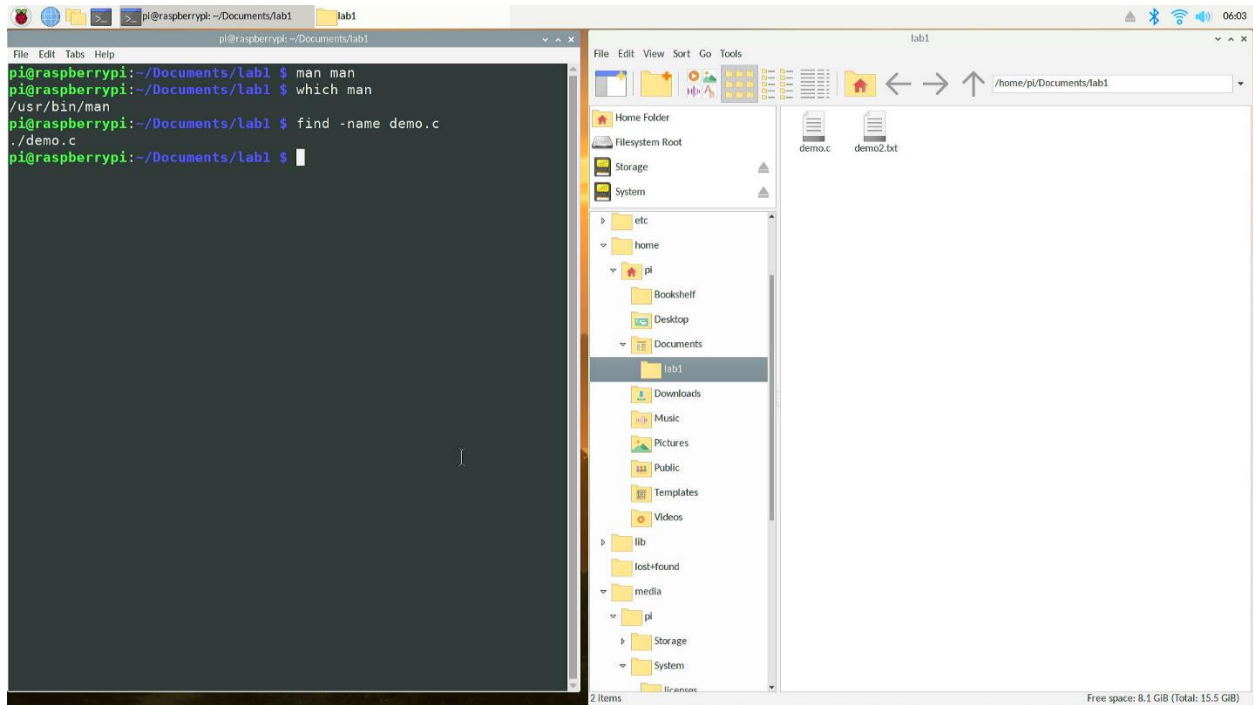 pi@raspberrypi: ~/Documents/lab1
lab1
06:03
pi@raspberrypi: ~/Documents/lab1
File Edit Tabs Help
pi@raspberrypi:~/Documents/lab1 $ man man
pi@raspberrypi:~/Documents/lab1 $ which man
/usr/bin/man
pi@raspberrypi:~/Documents/lab1 $ find -name demo.c
./demo.c
pi@raspberrypi:~/Documents/lab1 $
lab1
File Edit View Sort Go Tools
/home/pi/Documents/lab1
Home Folder
Filesystem Root
Storage
System
etc
home
pi
Bookshelf
Desktop
Documents
lab1
Downloads
Music
Pictures
Public
Templates
Videos
lib
lost+found
media
pi
Storage
System
licenses
demo.c
demo2.txt
2 items
Free space: 8.1 GiB (Total: 15.5 GiB)